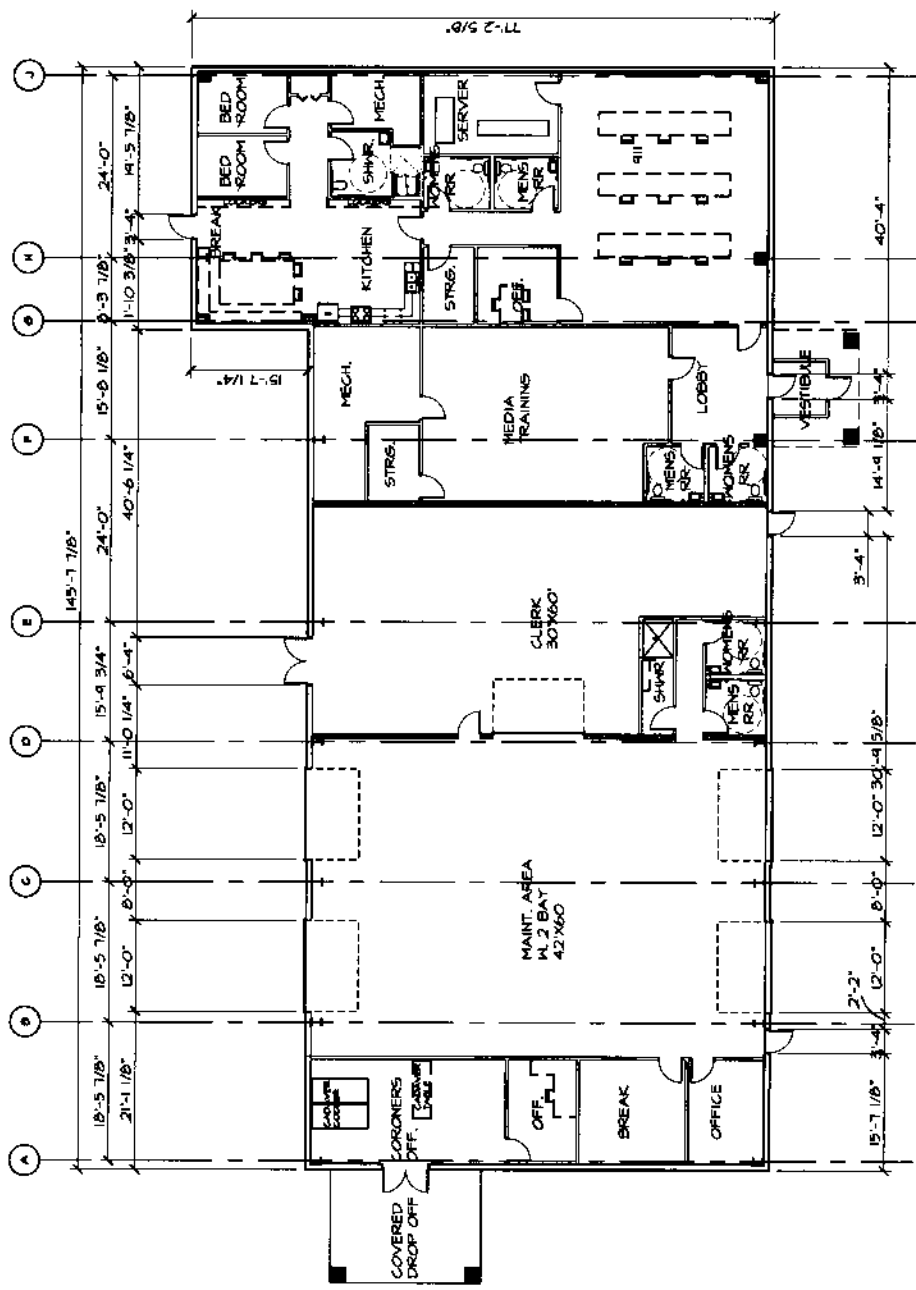 A
B
C
D
E
F
G
H
J
145'-7 7/8"
18'-5 7/8"
18'-5 7/8"
18'-5 7/8"
15'-9 3/4"
24'-0"
15'-8 1/8"
8'-3 7/8"
24'-0"
21'-1 1/8"
12'-0"
8'-0"
12'-0"
11'-0 1/4"
6'-4"
40'-6 1/4"
11'-10 3/8"
3'-4"
19'-5 7/8"
15'-7 1/4"
77'-2 5/8"
COVERED
DROP OFF
CADAVER
COOLER
CORONERS
OFF.
CADAVER
TABLE
OFF.
BREAK
OFFICE
MAINT. AREA
W. 2 BAY
42'X60'
CLERK
30'X60'
SHWR
MENS
RR
WOMENS
RR
MECH.
STRG.
MEDIA
TRAINING
MENS
RR
WOMENS
RR
LOBBY
VESTIBULE
BREAK
BED
ROOM
BED
ROOM
KITCHEN
SHWR.
MECH.
STRG.
OFF.
WOMENS
RR
MENS
RR
SERVER
911
15'-7 1/8"
3'-4"
2'-2"
12'-0"
8'-0"
12'-0"
30'-9 5/8"
3'-4"
14'-9 1/8"
3'-4"
40'-4"